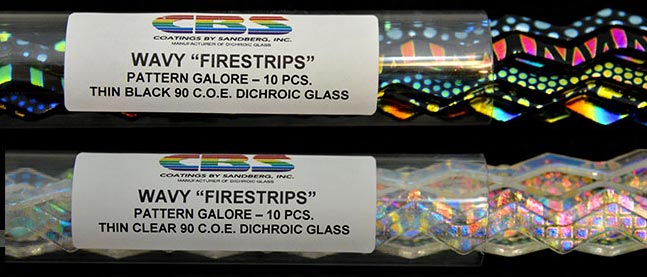 CBS
COATINGS BY SANDBERG, INC.
MANUFACTURER OF DICHROIC GLASS
WAVY “FIRESTRIPS”
PATTERN GALORE – 10 PCS.
THIN BLACK 90 C.O.E. DICHROIC GLASS
CBS
COATINGS BY SANDBERG, INC.
MANUFACTURER OF DICHROIC GLASS
WAVY “FIRESTRIPS”
PATTERN GALORE – 10 PCS.
THIN CLEAR 90 C.O.E. DICHROIC GLASS